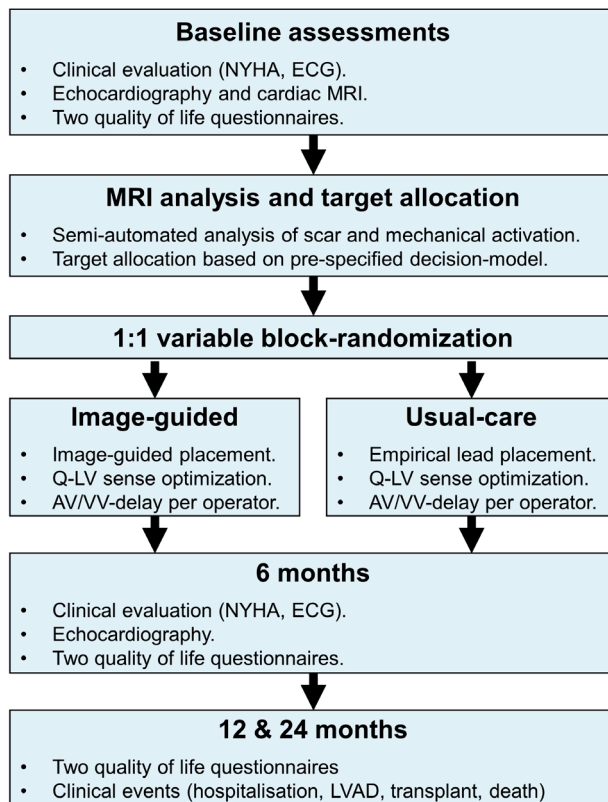 Baseline assessments
• Clinical evaluation (NYHA, ECG).
• Echocardiography and cardiac MRI.
• Two quality of life questionnaires.
MRI analysis and target allocation
• Semi-automated analysis of scar and mechanical activation.
• Target allocation based on pre-specified decision-model.
1:1 variable block-randomization
Image-guided
• Image-guided placement.
• Q-LV sense optimization.
• AV/VV-delay per operator.
Usual-care
• Empirical lead placement.
• Q-LV sense optimization.
• AV/VV-delay per operator.
6 months
• Clinical evaluation (NYHA, ECG).
• Echocardiography.
• Two quality of life questionnaires.
12 & 24 months
• Two quality of life questionnaires
• Clinical events (hospitalisation, LVAD, transplant, death)